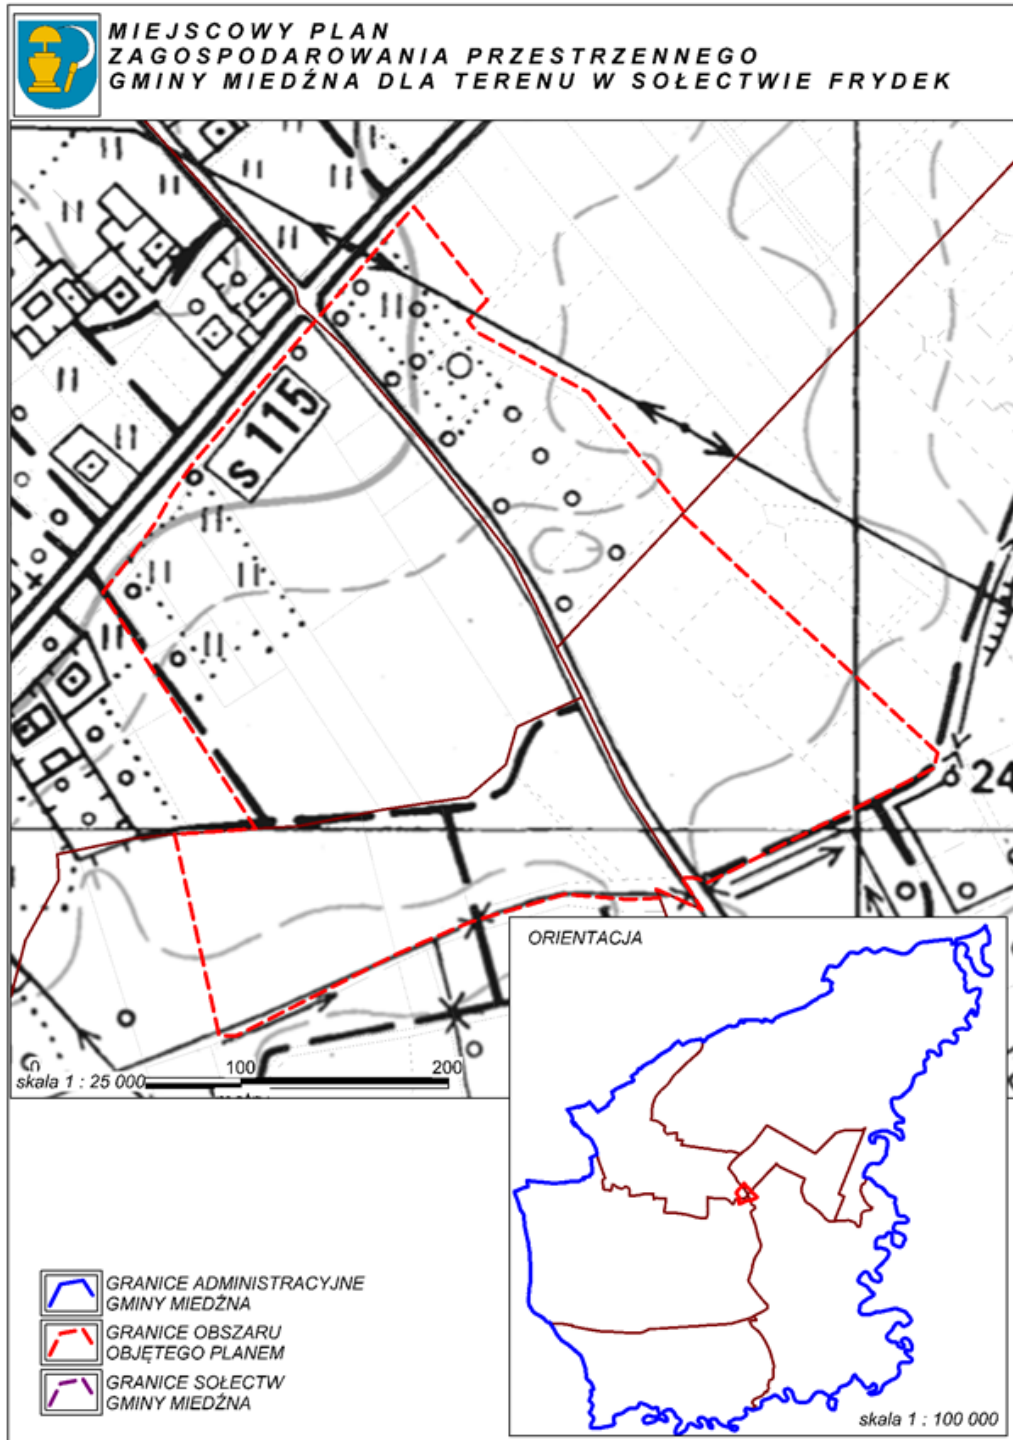 MIEJSCOWY PLAN
ZAGOSPODAROWANIA PRZESTRZENNEGO
GMINY MIEDŹNA DLA TERENU W SOŁECTWIE FRYDEK
S 115
24
ORIENTACJA
100
200
skala 1 : 25 000
skala 1 : 100 000
GRANICE ADMINISTRACYJNE
GMINY MIEDŹNA
GRANICE OBSZARU
OBJĘTEGO PLANEM
GRANICE SOŁECTW
GMINY MIEDŹNA